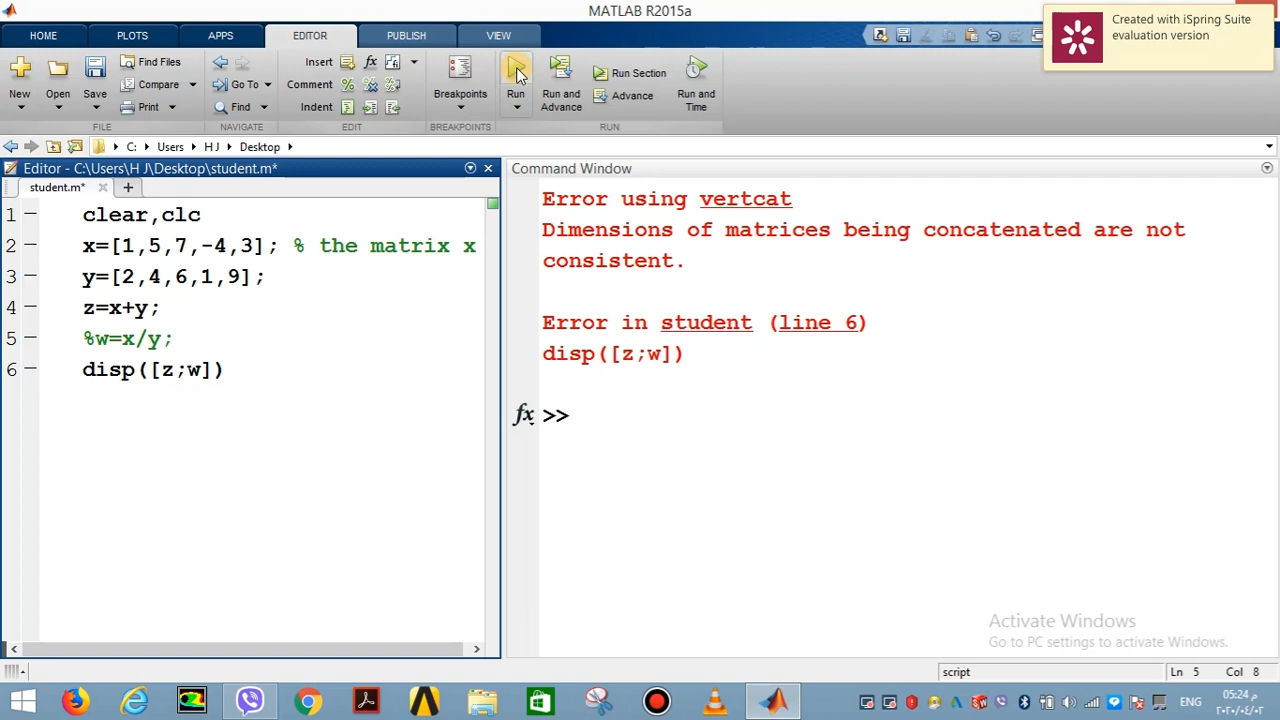 MATLAB R2015a
Created with iSpring Suite
evaluation version
HOME PLOTS APPS EDITOR PUBLISH VIEW
New Open Save Find Files Compare Print
Go To Find
Insert fx Comment Indent
Breakpoints
Run Run and Advance Run Section Advance Run and Time
FILE NAVIGATE EDIT BREAKPOINTS RUN
C: Users H J Desktop
Editor - C:\Users\H J\Desktop\student.m*
student.m*
1 clear,clc
2 x=[1,5,7,-4,3]; % the matrix x
3 y=[2,4,6,1,9];
4 z=x+y;
5 %w=x/y;
6 disp([z;w])
Command Window
Error using vertcat
Dimensions of matrices being concatenated are not
consistent.
Error in student (line 6)
disp([z;w])
fx >>
Activate Windows
Go to PC settings to activate Windows.
script Ln 5 Col 8
ENG
05:24 م
٢٠٢٠/٠٤/٠٢